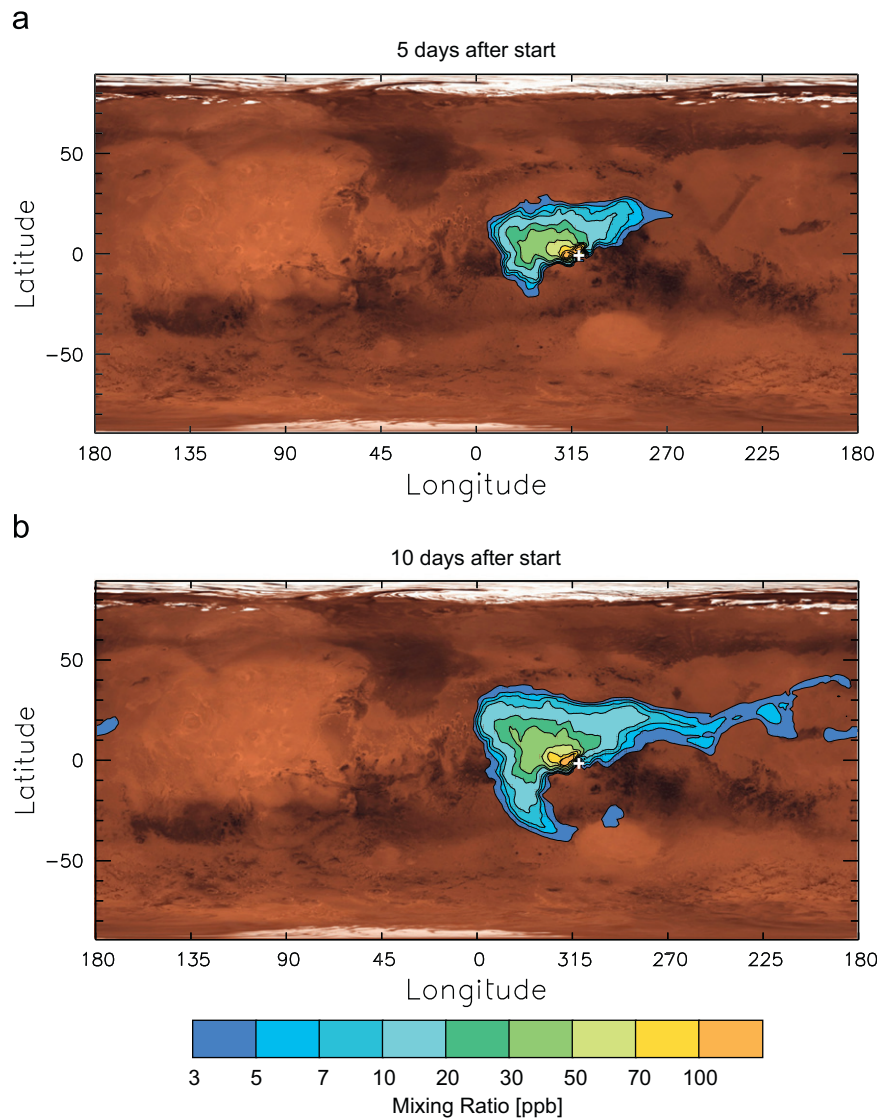 a
5 days after start
Latitude
50
0
−50
180 135 90 45 0 315 270 225 180
Longitude
b
10 days after start
Latitude
50
0
−50
180 135 90 45 0 315 270 225 180
Longitude
3 5 7 10 20 30 50 70 100
Mixing Ratio [ppb]